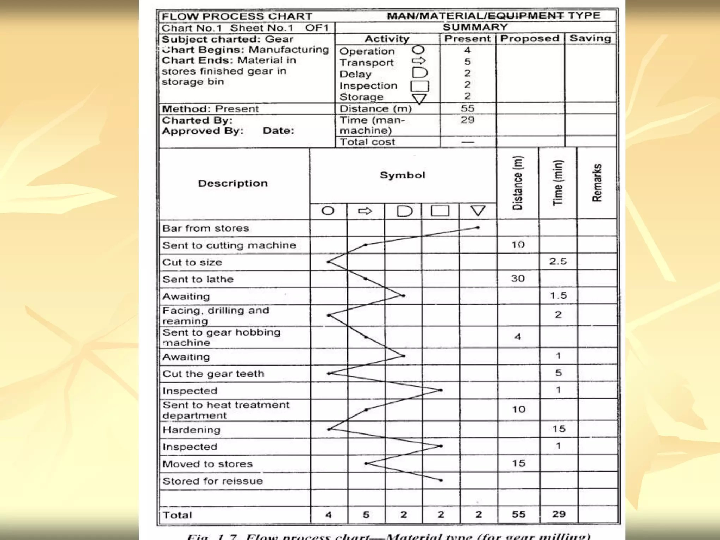 FLOW PROCESS CHART MAN/MATERIAL/EQUIPMENT TYPE
Chart No.1 Sheet No.1 OF1 SUMMARY
Subject charted: Gear Activity Present Proposed Saving
Chart Begins: Manufacturing Operation 4
Chart Ends: Material in Transport 5
stores finished gear in Delay 2
storage bin Inspection 2
Storage 2
Method: Present Distance (m) 55
Charted By: Time (man- 29
Approved By: Date: machine)
Total cost —
Description Symbol Distance (m) Time (min) Remarks
Bar from stores
Sent to cutting machine 10
Cut to size 2.5
Sent to lathe 30
Awaiting 1.5
Facing, drilling and 2
reaming
Sent to gear hobbing 4
machine
Awaiting 1
Cut the gear teeth 5
Inspected 1
Sent to heat treatment 10
department
Hardening 15
Inspected 1
Moved to stores 15
Stored for reissue
Total 4 5 2 2 2 55 29
Fig. 1.7 Flow process chart—Material type (for gear milling)